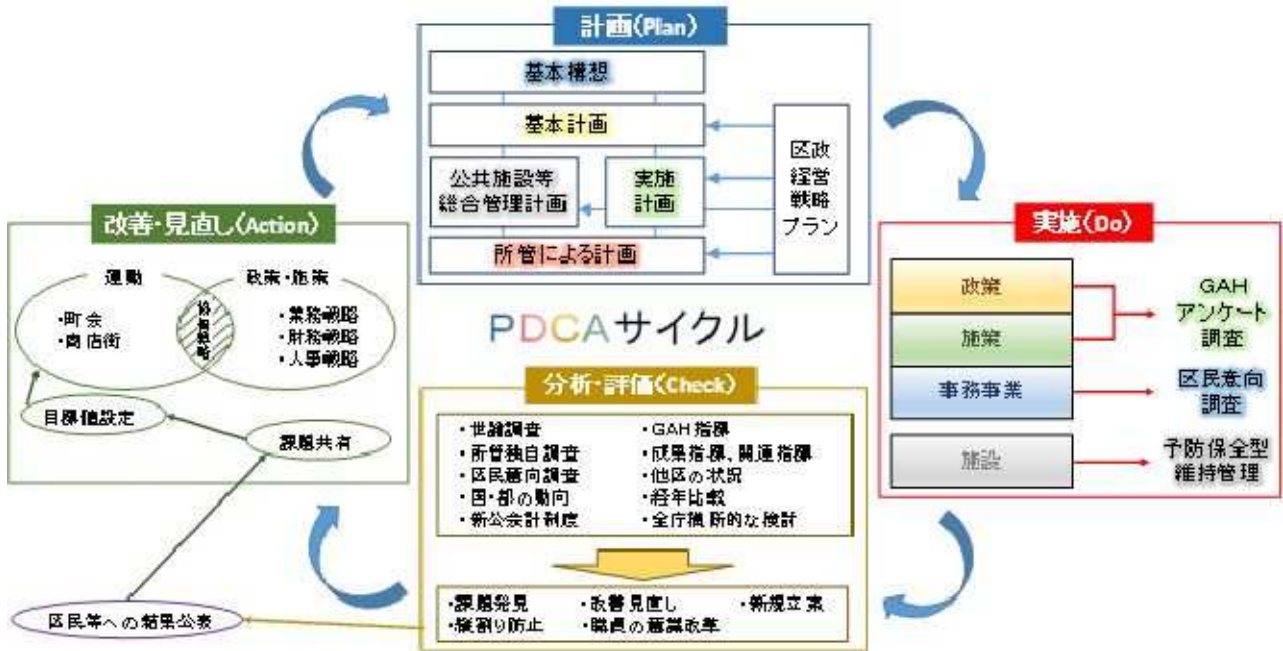 計画(Plan)
基本構想
基本計画
公共施設等
総合管理計画
実施
計画
所管による計画
区政
経営
戦略
プラン
改善・見直し(Action)
運動
・町会
・商店街
協働戦略
政策・施策
・業務戦略
・財務戦略
・人事戦略
目標値設定
課題共有
区民等への結果公表
PDCAサイクル
実施(Do)
政策
施策
事務事業
施設
GAH
アンケート
調査
区民意向
調査
予防保全型
維持管理
分析・評価(Check)
・世論調査
・所管独自調査
・区民意向調査
・国・都の動向
・新公会計制度
・GAH指標
・成果指標、関連指標
・他区の状況
・経年比較
・全庁横断的な検討
・課題発見
・改善見直し
・新規立案
・縦割り防止
・職員の意識改革